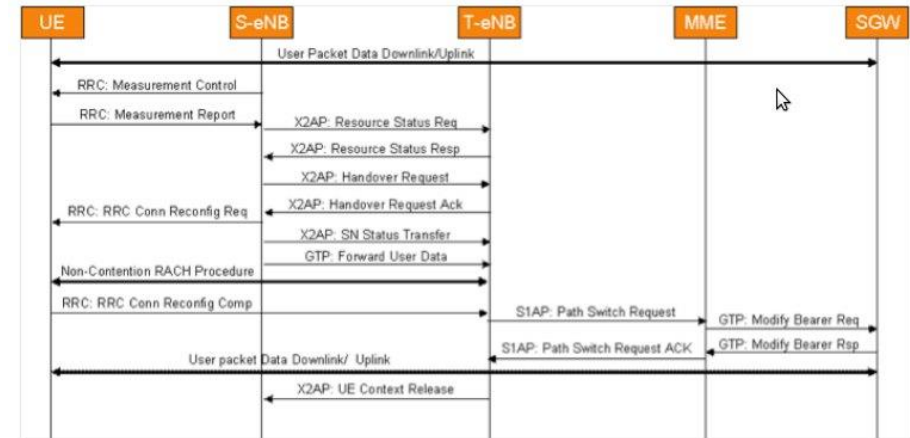 UE S-eNB T-eNB MME SGW
User Packet Data Downlink/Uplink
RRC: Measurement Control
RRC: Measurement Report
X2AP: Resource Status Req
X2AP: Resource Status Resp
X2AP: Handover Request
X2AP: Handover Request Ack
RRC: RRC Conn Reconfig Req
X2AP: SN Status Transfer
GTP: Forward User Data
Non-Contention RACH Procedure
RRC: RRC Conn Reconfig Comp
S1AP: Path Switch Request
GTP: Modify Bearer Req
GTP: Modify Bearer Rsp
S1AP: Path Switch Request ACK
User packet Data Downlink/ Uplink
X2AP: UE Context Release